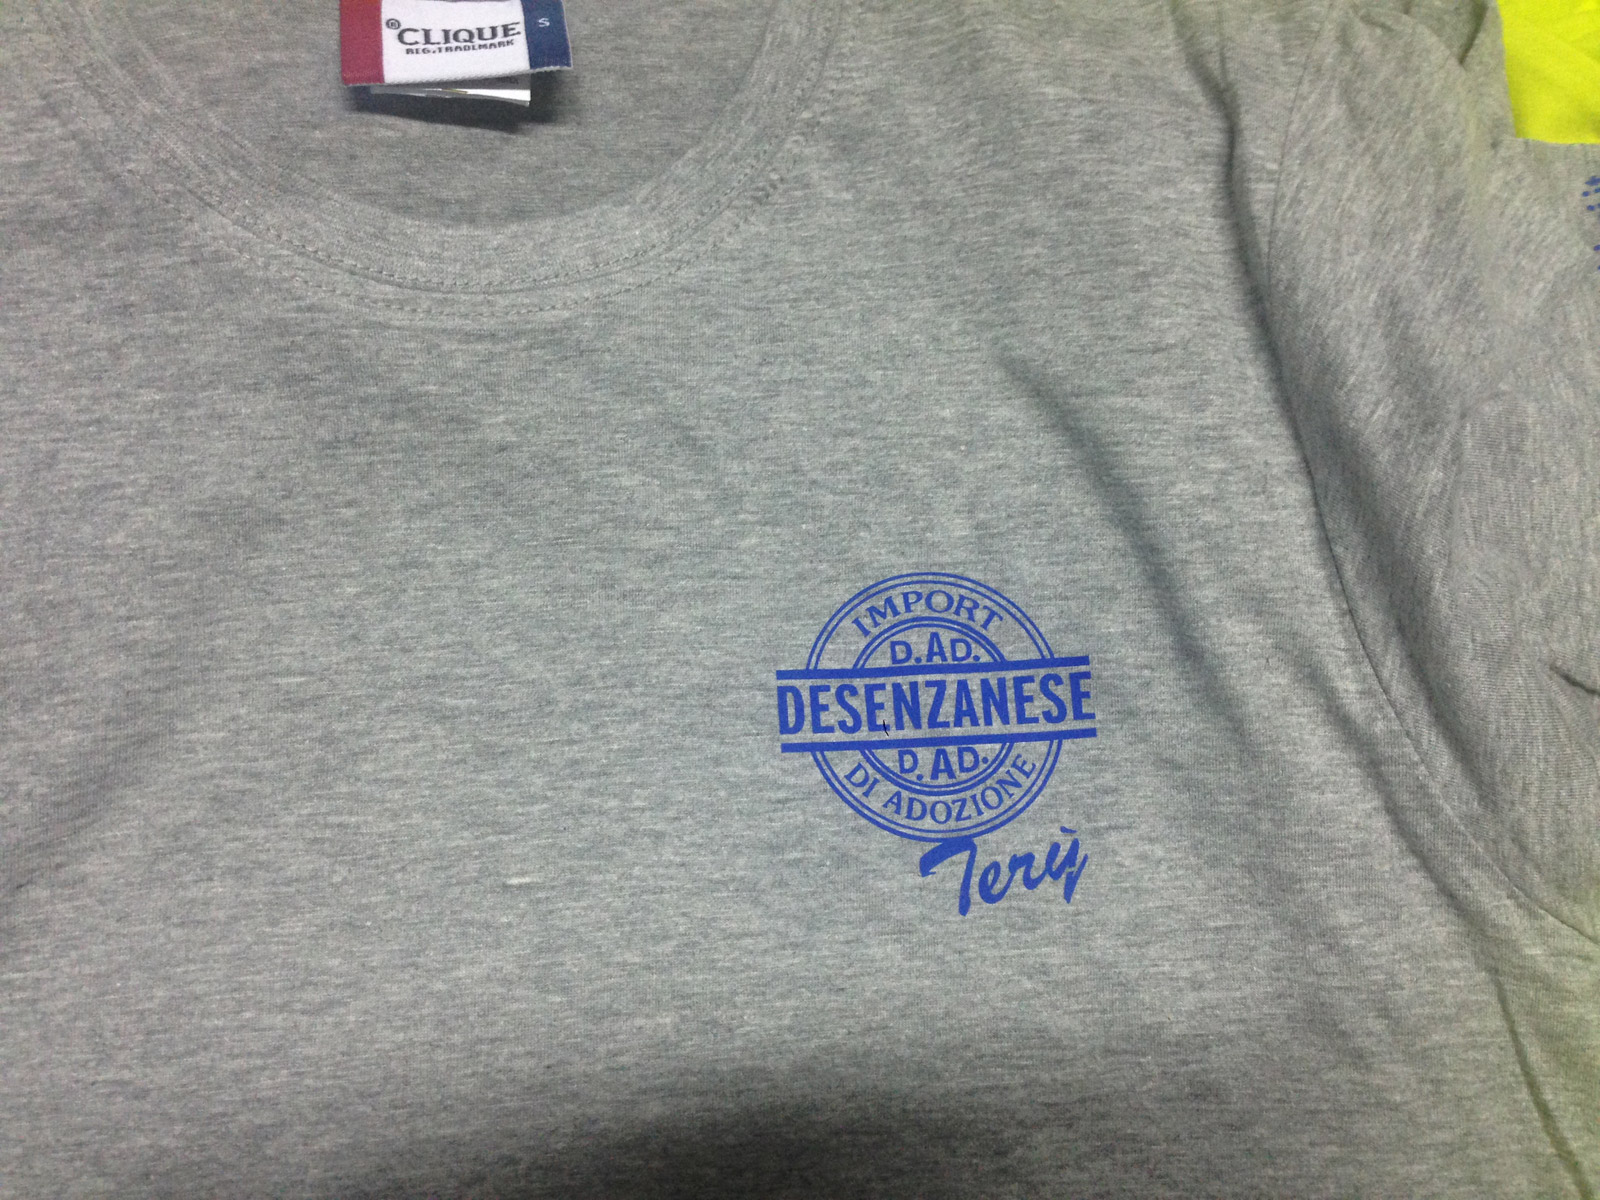 ® CLIQUE S
REG.TRADEMARK
IMPORT
D.AD.
DESENZANESE
D.AD.
DI ADOZIONE
Terù